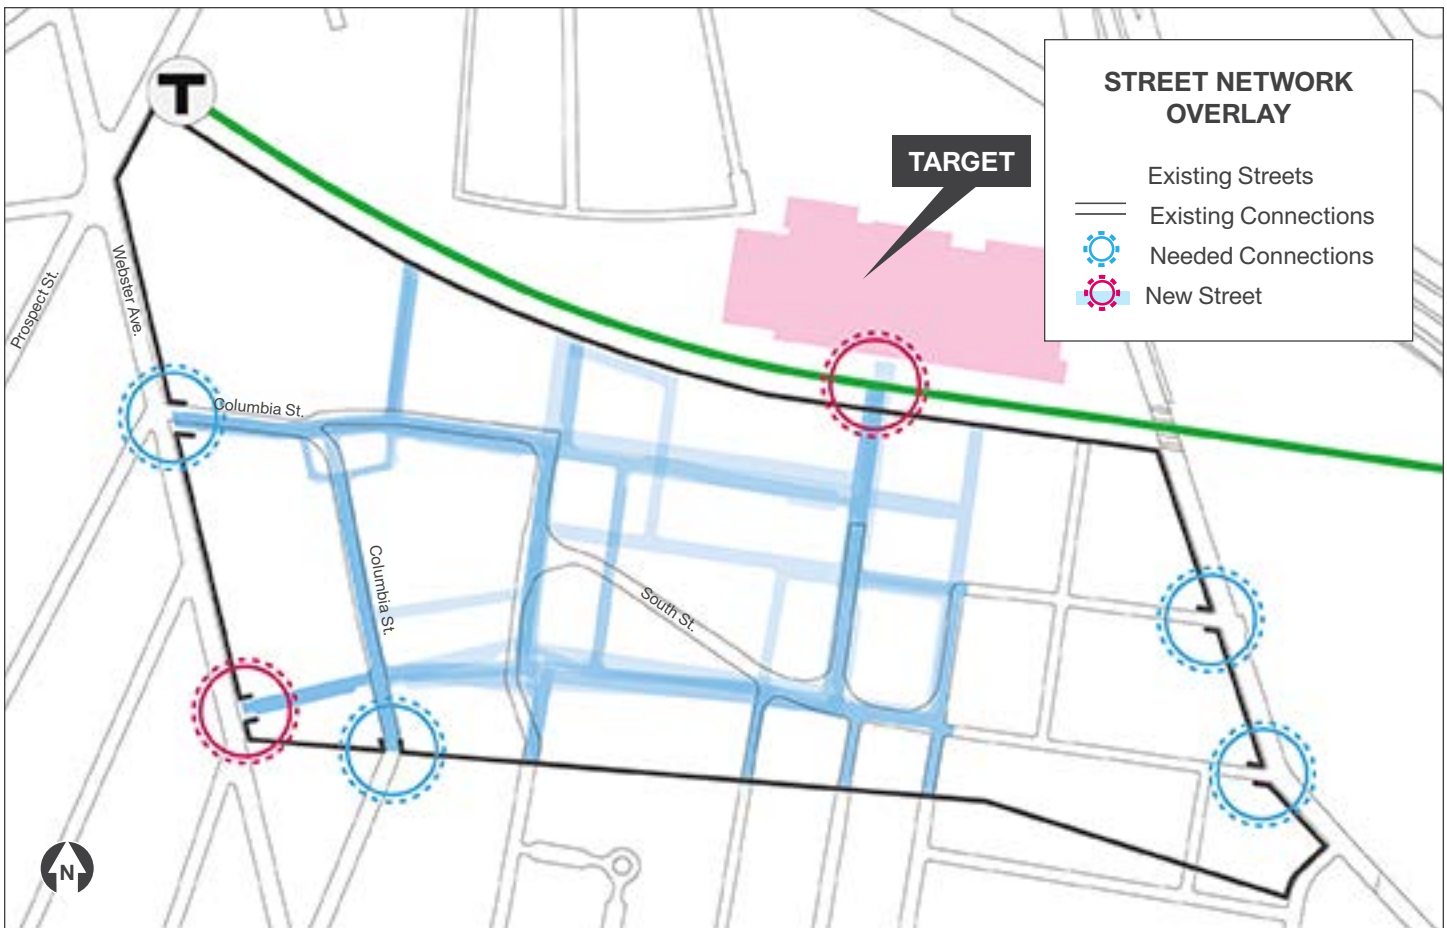 T
STREET NETWORK
OVERLAY
TARGET
Existing Streets
Existing Connections
Needed Connections
New Street
Prospect St.
Webster Ave.
Columbia St.
Columbia St.
South St.
N